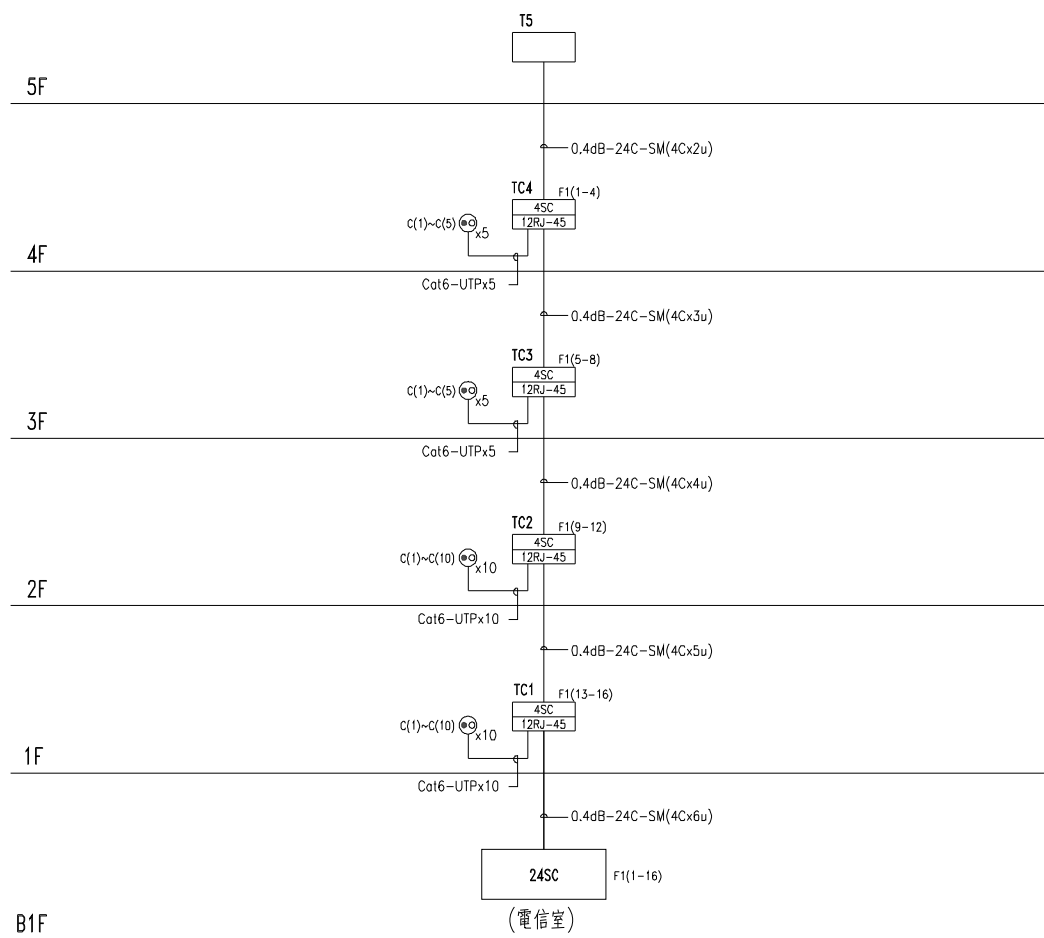 T5
5F
0.4dB-24C-SM(4Cx2u)
TC4
F1(1-4)
4SC
12RJ-45
C(1)~C(5)
x5
4F
Cat6-UTPx5
0.4dB-24C-SM(4Cx3u)
TC3
F1(5-8)
4SC
12RJ-45
C(1)~C(5)
x5
3F
Cat6-UTPx5
0.4dB-24C-SM(4Cx4u)
TC2
F1(9-12)
4SC
12RJ-45
C(1)~C(10)
x10
2F
Cat6-UTPx10
0.4dB-24C-SM(4Cx5u)
TC1
F1(13-16)
4SC
12RJ-45
C(1)~C(10)
x10
1F
Cat6-UTPx10
0.4dB-24C-SM(4Cx6u)
24SC
F1(1-16)
(電信室)
B1F